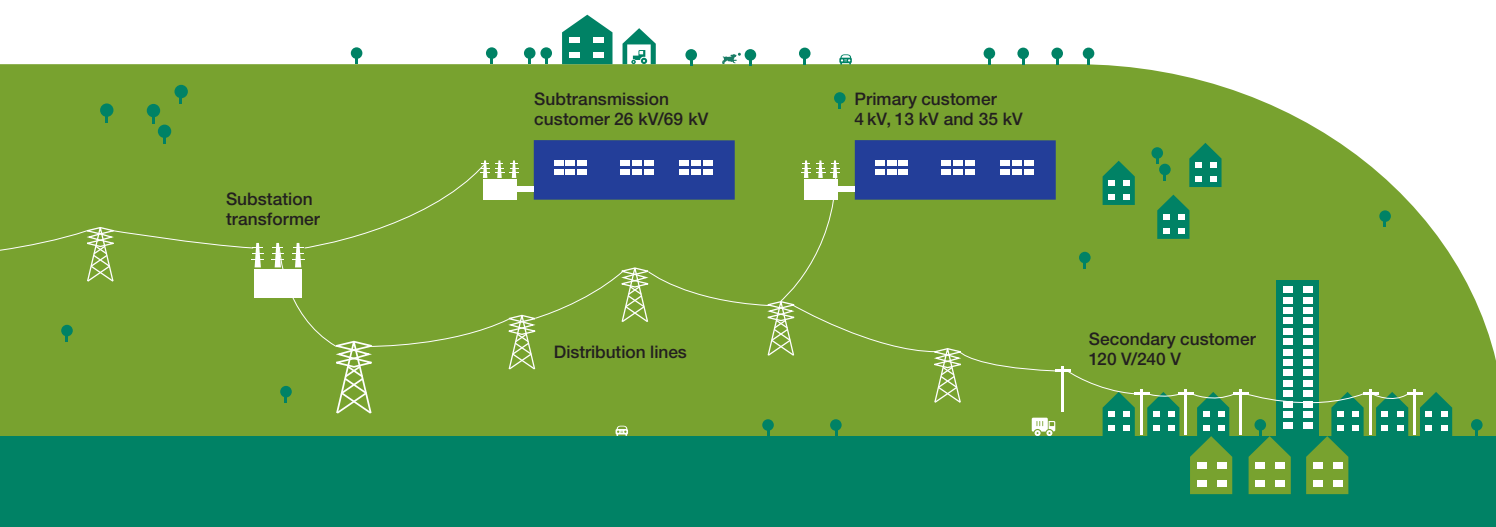 Subtransmission
customer 26 kV/69 kV
Primary customer
4 kV, 13 kV and 35 kV
Substation
transformer
Distribution lines
Secondary customer
120 V/240 V